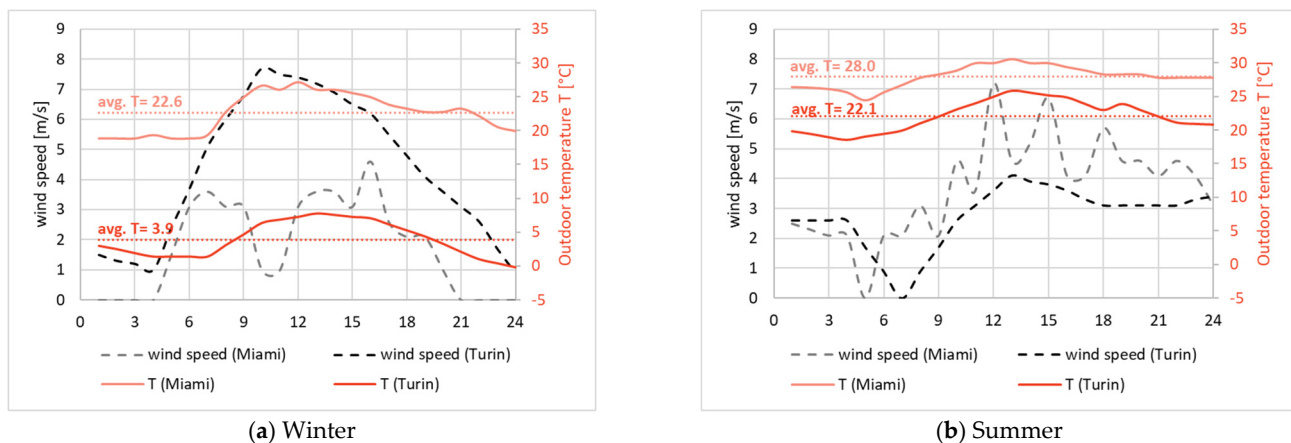 9
8
7
6
5
4
3
2
1
0
wind speed [m/s]
35
30
25
20
15
10
5
0
-5
Outdoor temperature T [°C]
avg. T= 22.6
avg. T= 3.9
0 3 6 9 12 15 18 21 24
wind speed (Miami) wind speed (Turin)
T (Miami) T (Turin)
(a) Winter
9
8
7
6
5
4
3
2
1
0
wind speed [m/s]
35
30
25
20
15
10
5
0
-5
Outdoor temperature T [°C]
avg. T= 28.0
avg. T= 22.1
0 3 6 9 12 15 18 21 24
wind speed (Miami) wind speed (Turin)
T (Miami) T (Turin)
(b) Summer